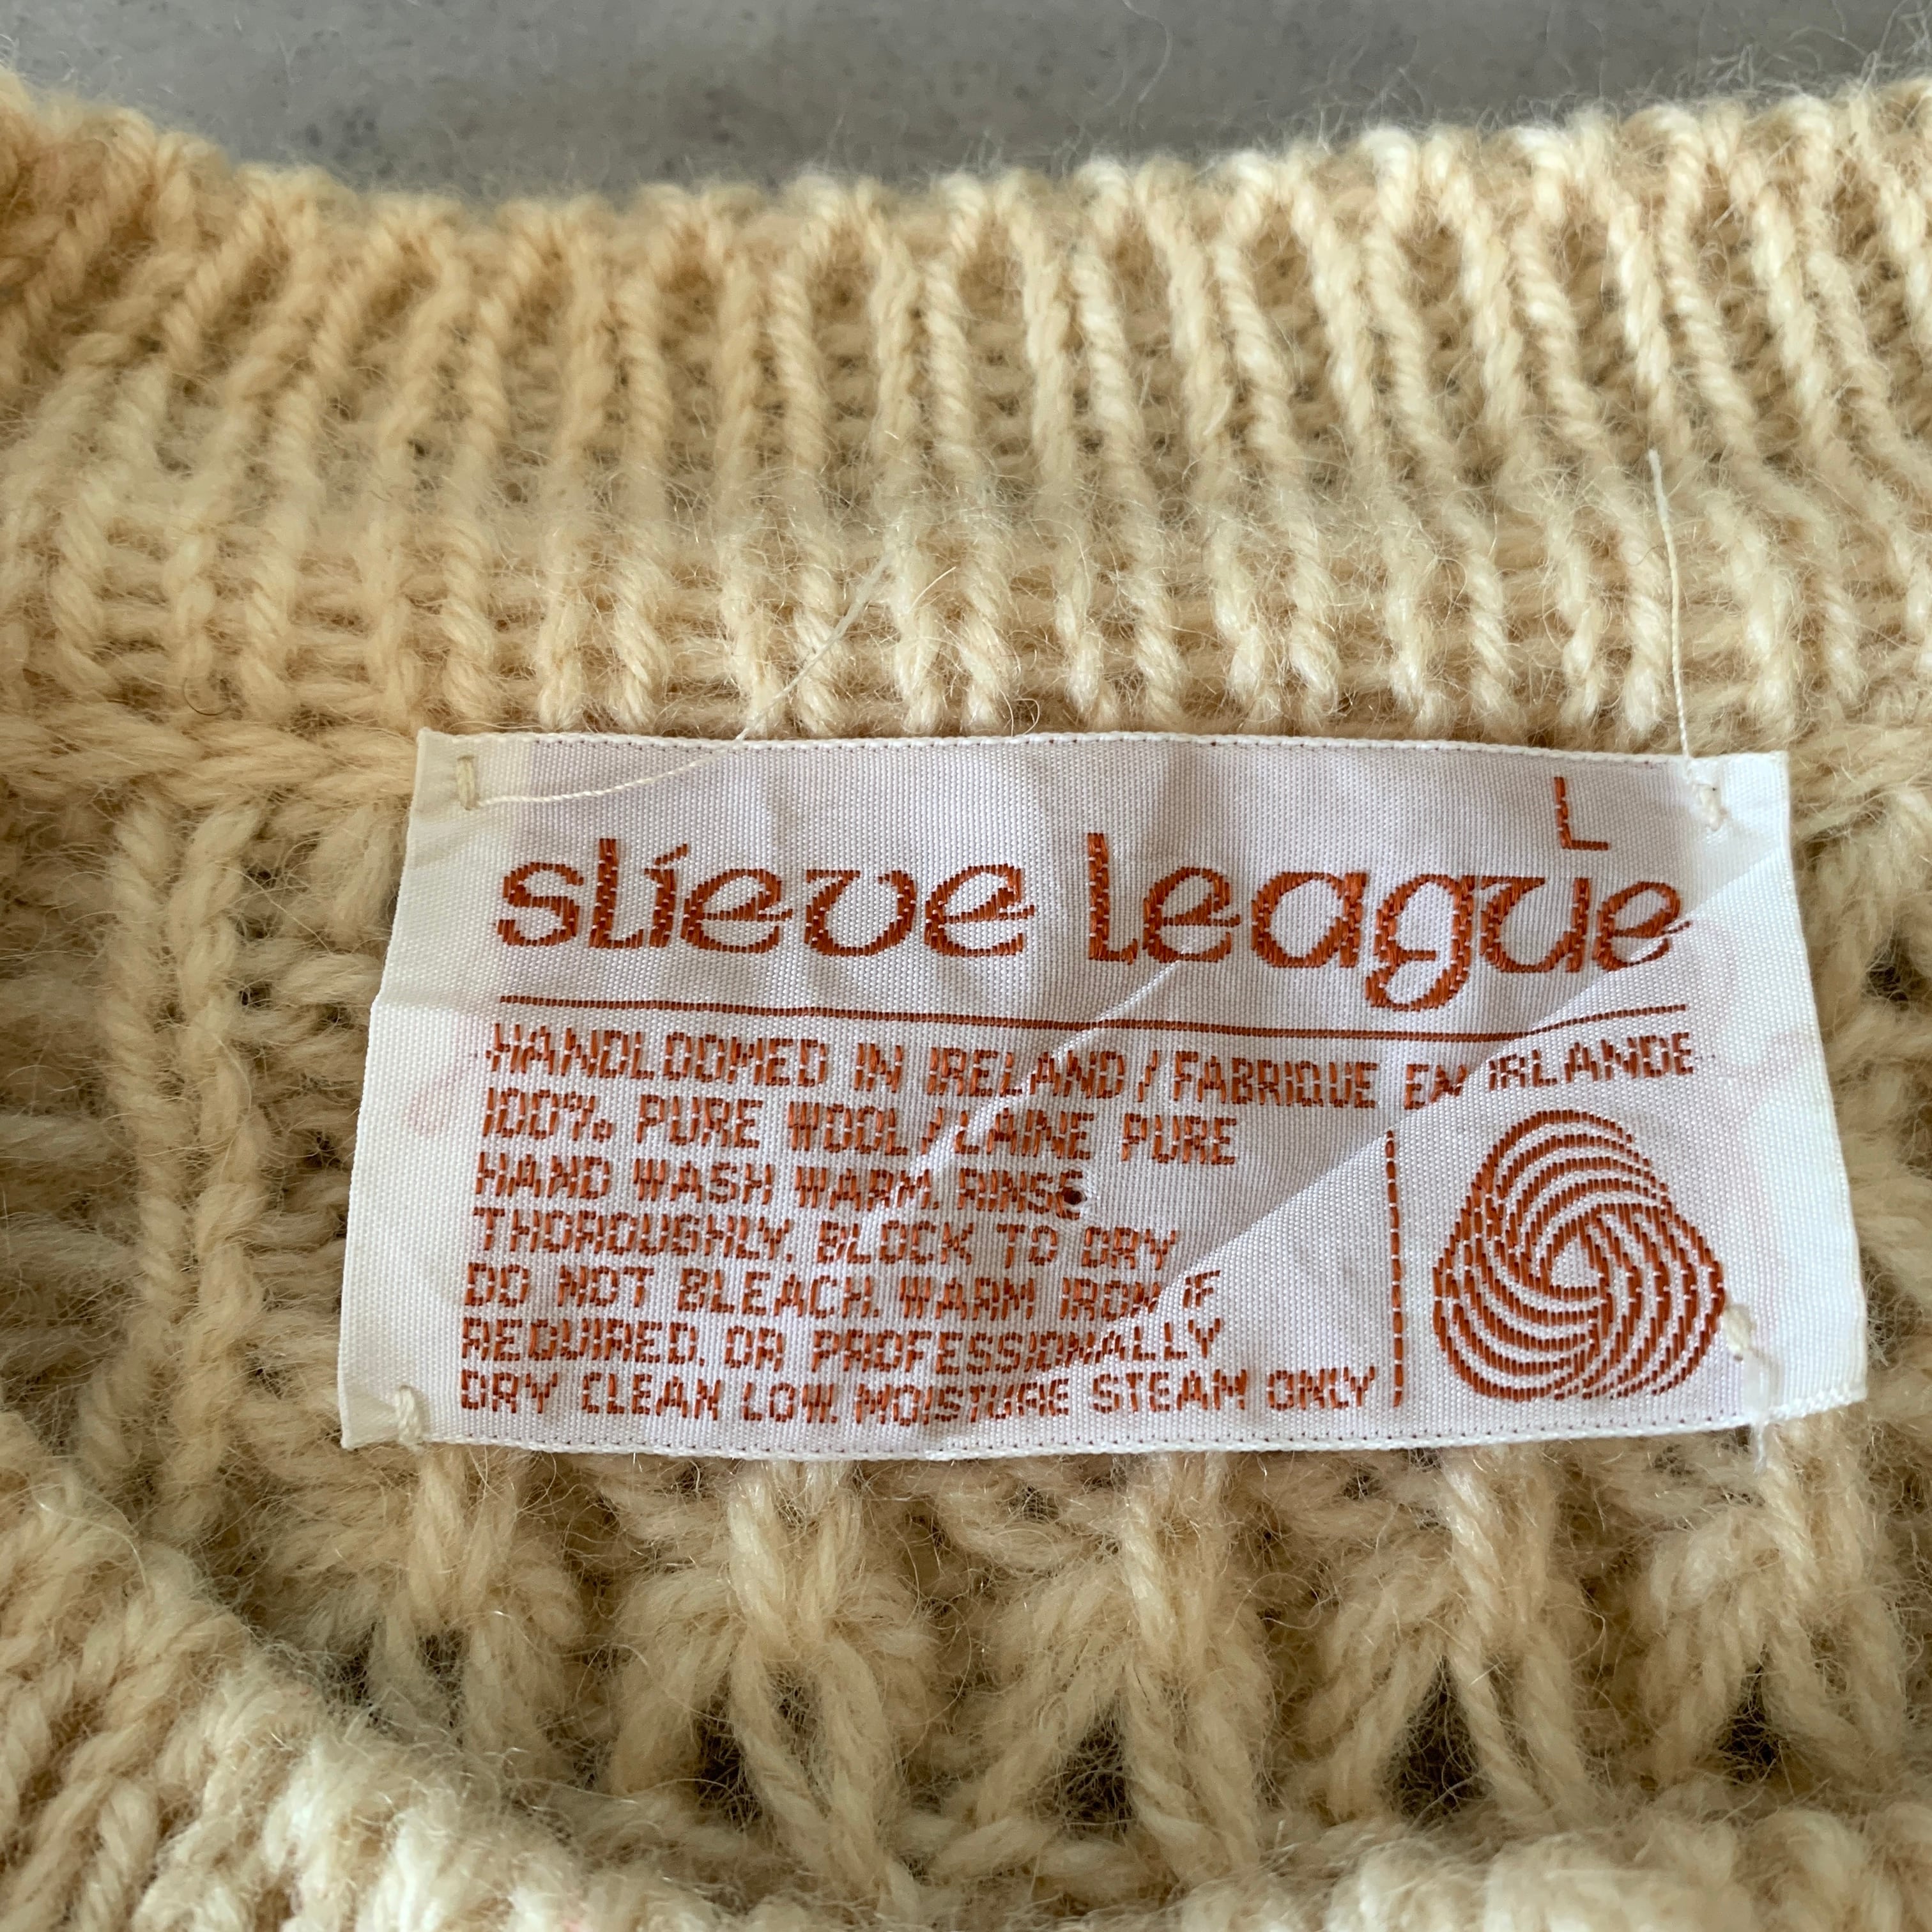 L
slíeve league
HANDLOOMED IN IRELAND / FABRIQUE EN IRLANDE
100% PURE WOOL / LAINE PURE
HAND WASH WARM. RINSE
THOROUGHLY. BLOCK TO DRY
DO NOT BLEACH. WARM IRON IF
REQUIRED. OR PROFESSIONALLY
DRY CLEAN LOW. MOISTURE STEAM ONLY